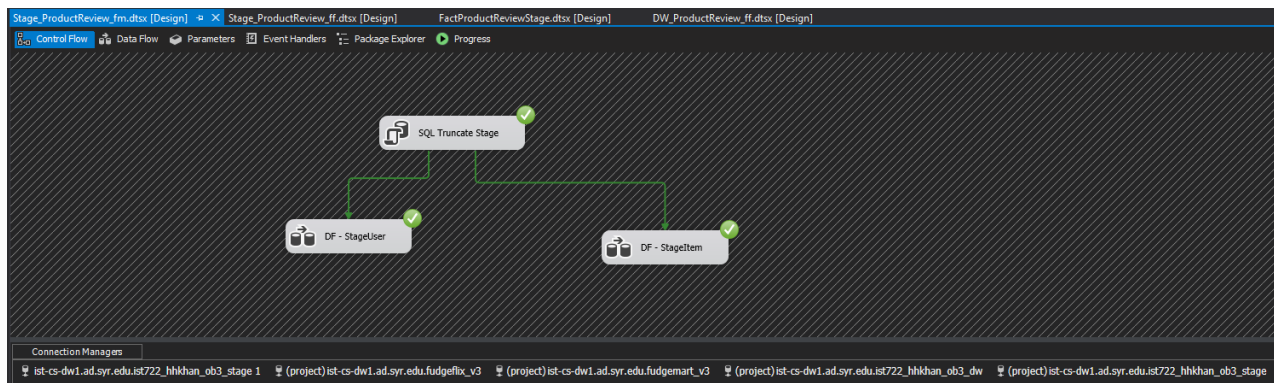 Stage_ProductReview_fm.dtsx [Design] Stage_ProductReview_ff.dtsx [Design] FactProductReviewStage.dtsx [Design] DW_ProductReview_ff.dtsx [Design]
Control Flow Data Flow Parameters Event Handlers Package Explorer Progress
SQL Truncate Stage
DF - StageUser
DF - StageItem
Connection Managers
ist-cs-dw1.ad.syr.edu.ist722_hhkhan_ob3_stage 1 (project) ist-cs-dw1.ad.syr.edu.fudgeflix_v3 (project) ist-cs-dw1.ad.syr.edu.fudgemart_v3 (project) ist-cs-dw1.ad.syr.edu.ist722_hhkhan_ob3_dw (project) ist-cs-dw1.ad.syr.edu.ist722_hhkhan_ob3_stage